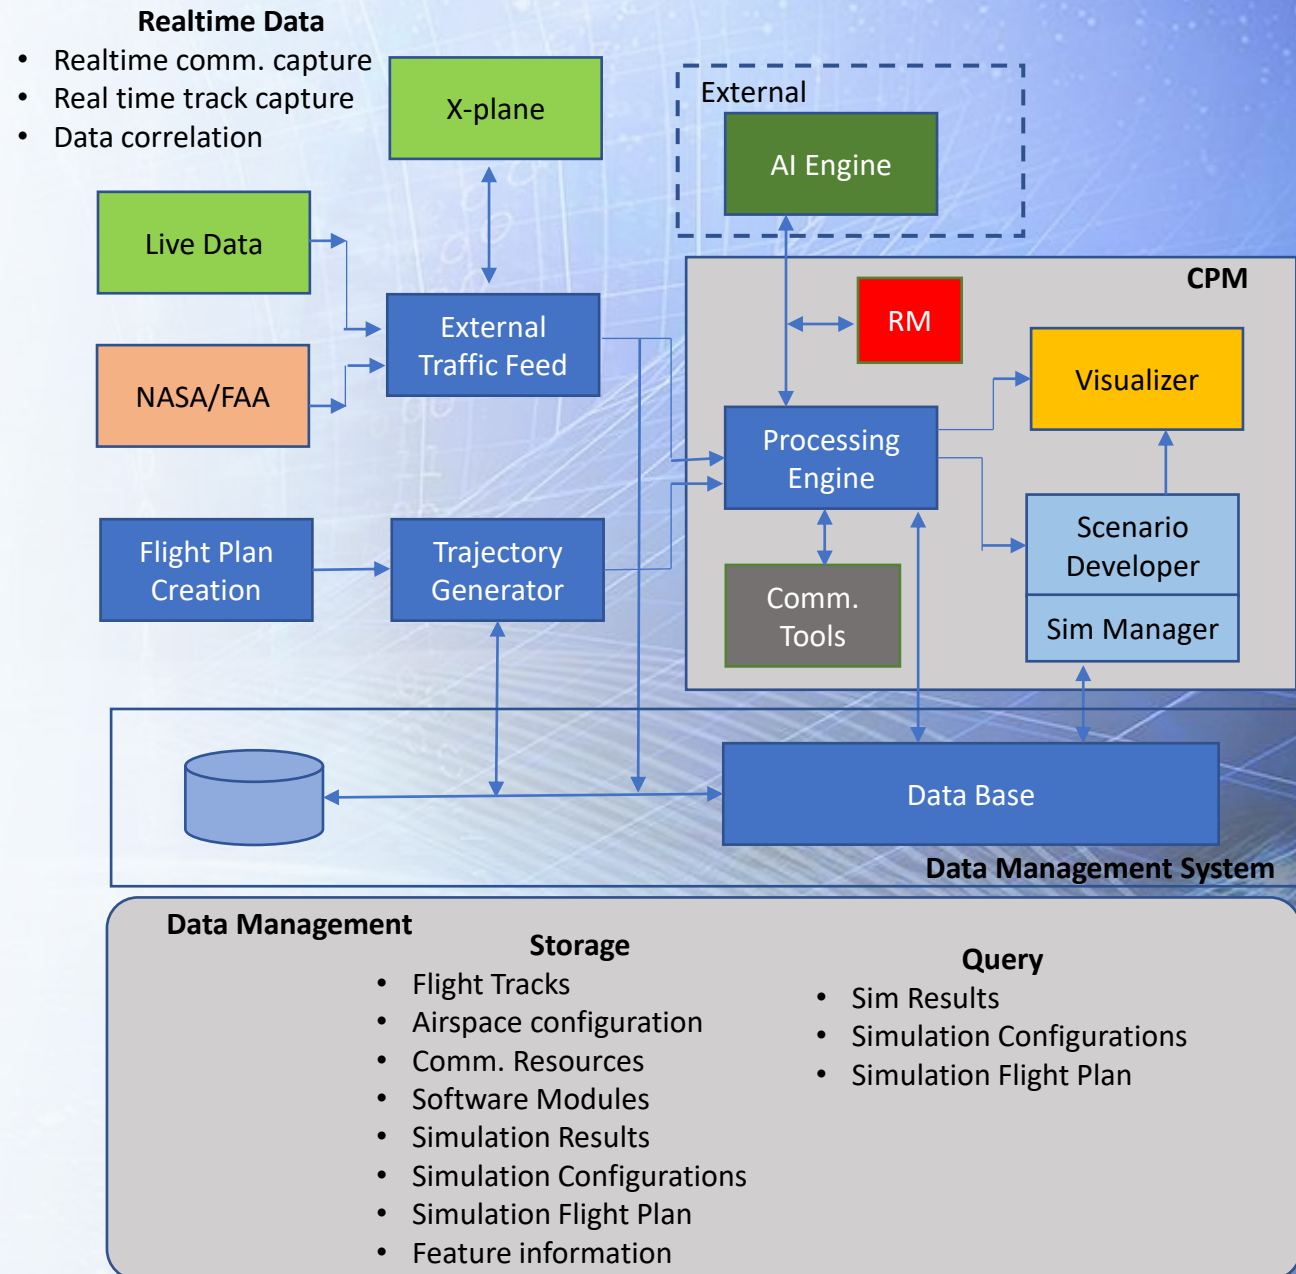 Realtime Data
• Realtime comm. capture
• Real time track capture
• Data correlation
X-plane
External
AI Engine
Live Data
CPM
RM
External
Traffic Feed
NASA/FAA
Visualizer
Processing
Engine
Flight Plan
Creation
Trajectory
Generator
Scenario
Developer
Comm.
Tools
Sim Manager
Data Base
Data Management System
Data Management
Storage
• Flight Tracks
• Airspace configuration
• Comm. Resources
• Software Modules
• Simulation Results
• Simulation Configurations
• Simulation Flight Plan
• Feature information
Query
• Sim Results
• Simulation Configurations
• Simulation Flight Plan